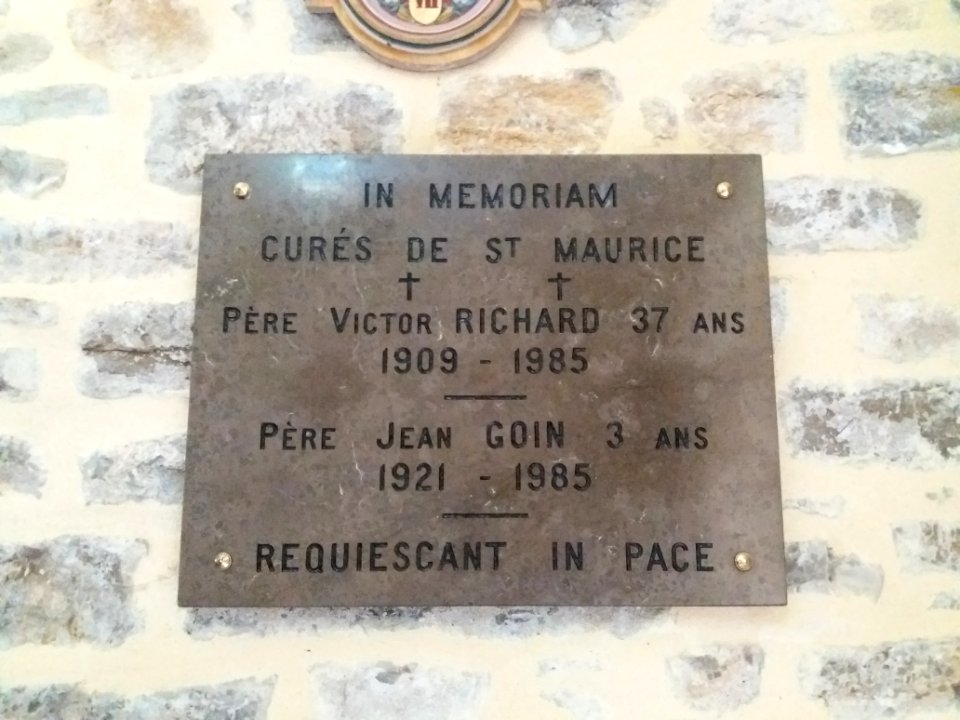 VII
IN MEMORIAM
CURÉS DE ST MAURICE
PÈRE VICTOR RICHARD 37 ANS
1909 - 1985
PÈRE JEAN GOIN 3 ANS
1921 - 1985
REQUIESCANT IN PACE